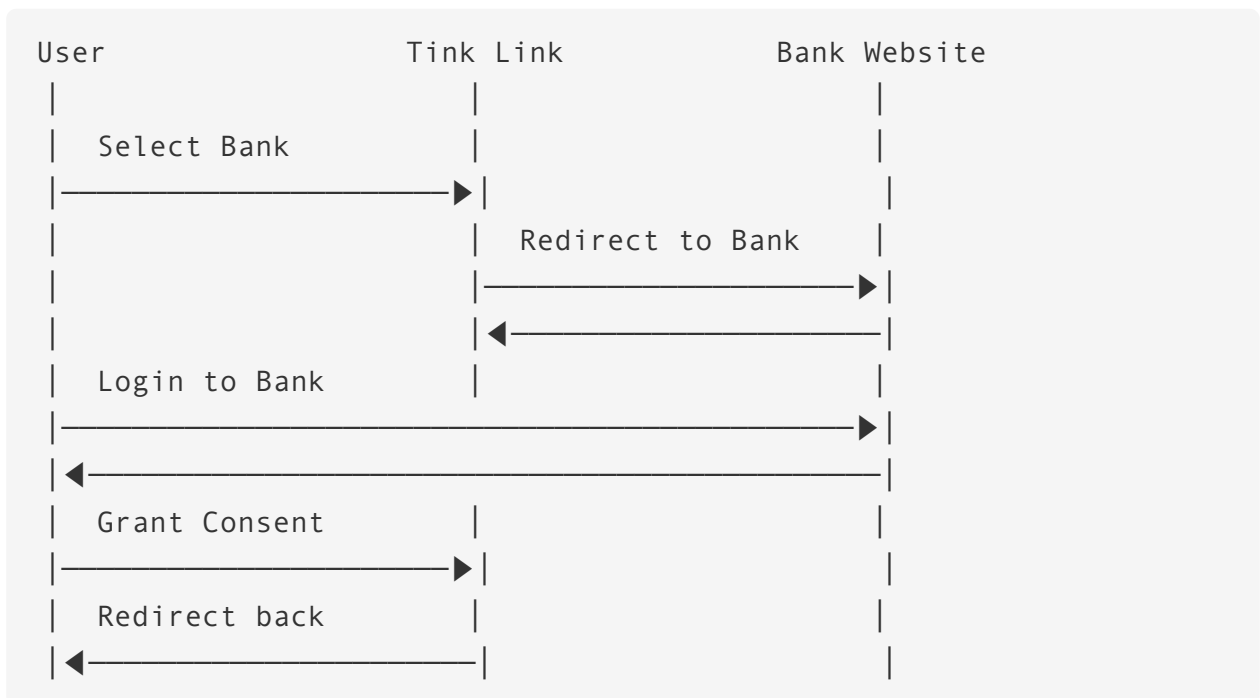 User Tink Link Bank Website
Select Bank
Redirect to Bank
Login to Bank
Grant Consent
Redirect back